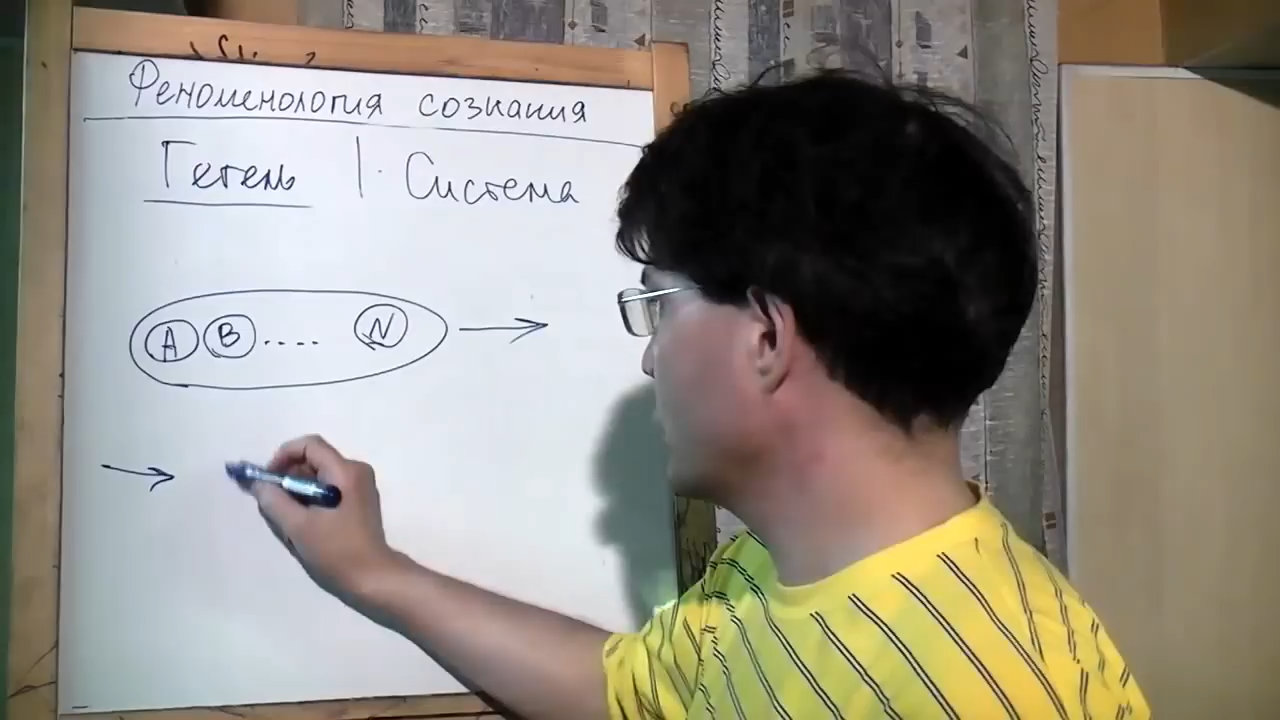 Феноменология сознания
Гегель | Система
A B .... N